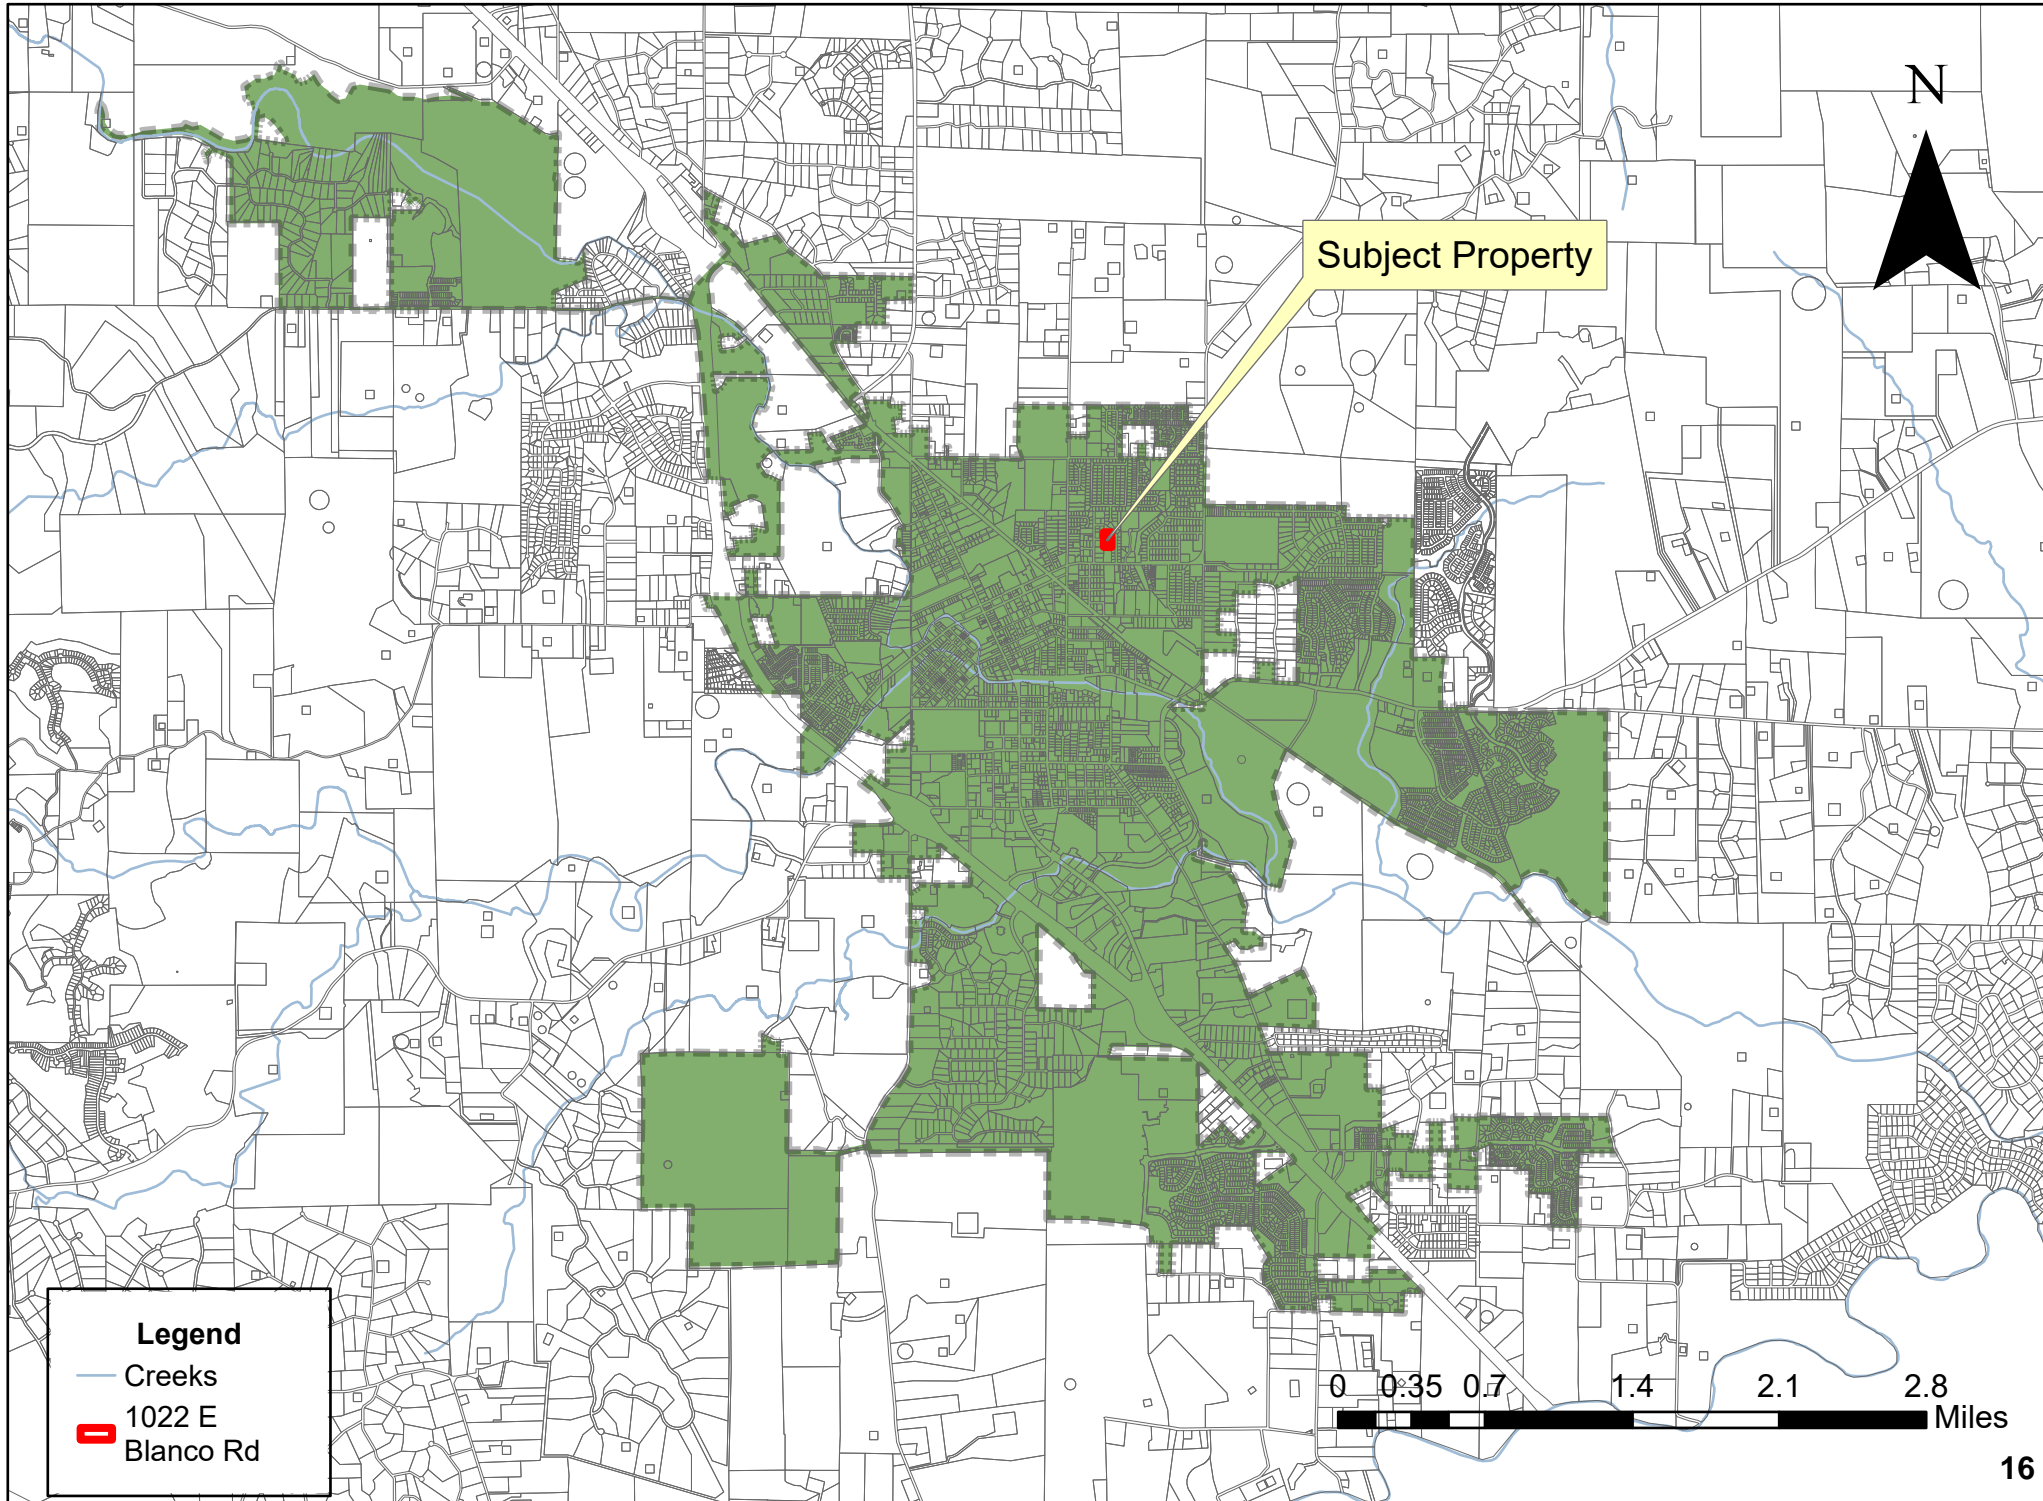 N
Subject Property
Legend
Creeks
1022 E
Blanco Rd
0 0.35 0.7 1.4 2.1 2.8
Miles
16